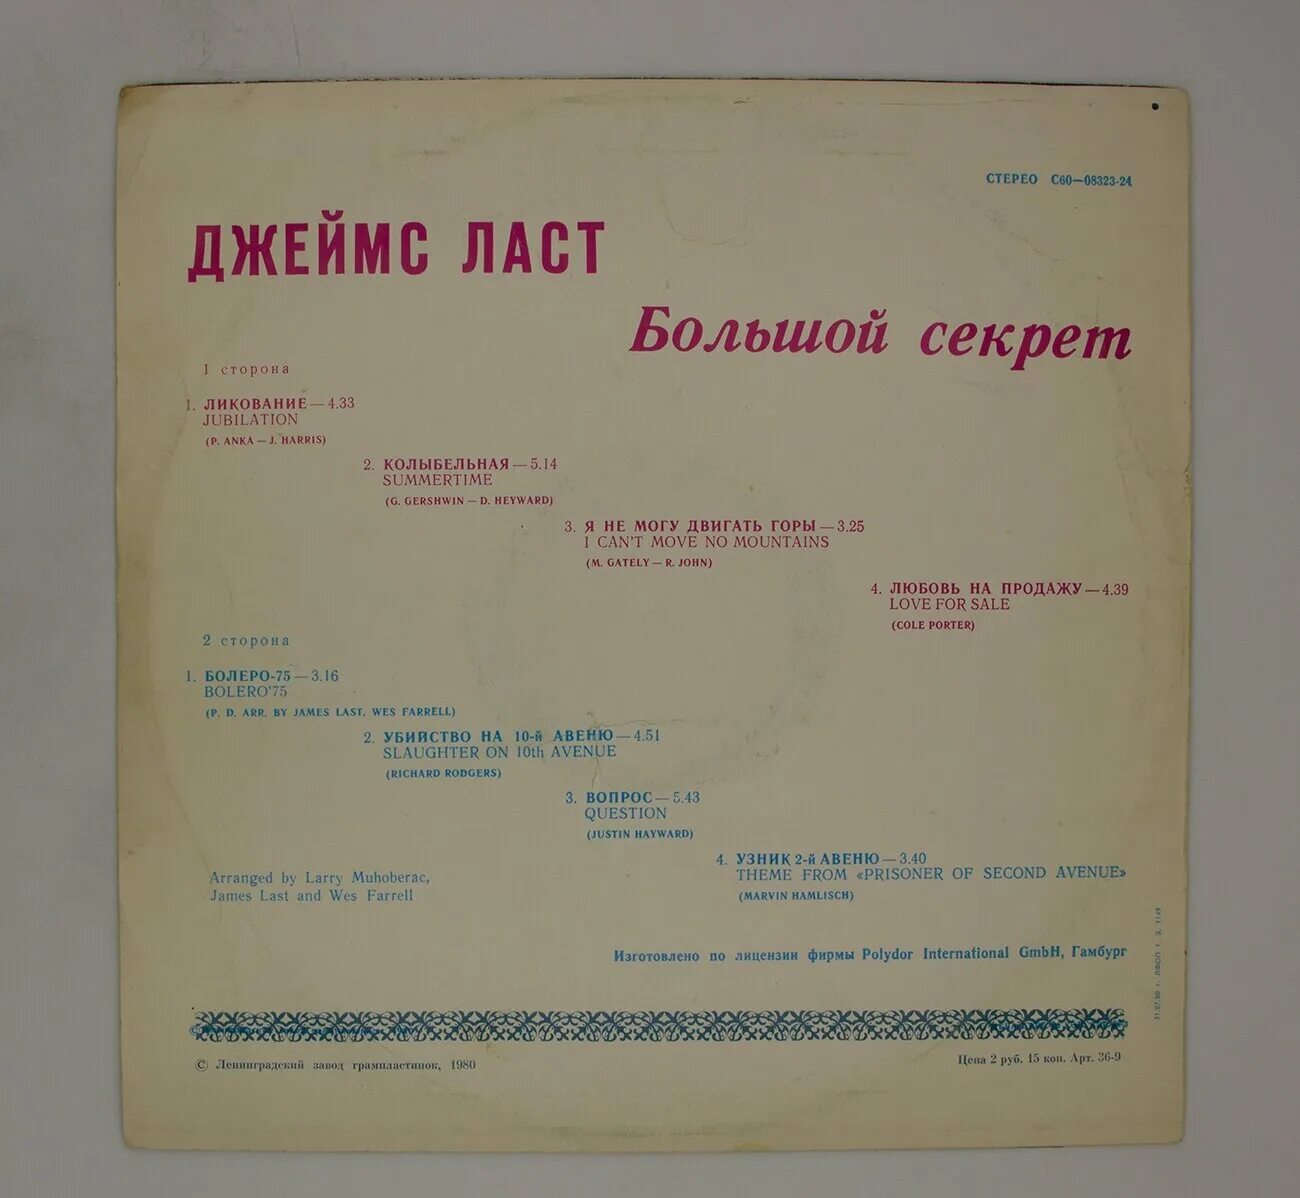 СТЕРЕО С60—08323-24
ДЖЕЙМС ЛАСТ
Большой секрет
1 сторона
1. ЛИКОВАНИЕ — 4.33
JUBILATION
(P. ANKA — J. HARRIS)
2. КОЛЫБЕЛЬНАЯ — 5.14
SUMMERTIME
(G. GERSHWIN — D. HEYWARD)
3. Я НЕ МОГУ ДВИГАТЬ ГОРЫ — 3.25
I CAN'T MOVE NO MOUNTAINS
(M. GATELY — R. JOHN)
4. ЛЮБОВЬ НА ПРОДАЖУ — 4.39
LOVE FOR SALE
(COLE PORTER)
2 сторона
1. БОЛЕРО-75 — 3.16
BOLERO'75
(P. D. ARR. BY JAMES LAST, WES FARRELL)
2. УБИЙСТВО НА 10-й АВЕНЮ — 4.51
SLAUGHTER ON 10th AVENUE
(RICHARD RODGERS)
3. ВОПРОС — 5.43
QUESTION
(JUSTIN HAYWARD)
4. УЗНИК 2-й АВЕНЮ — 3.40
THEME FROM «PRISONER OF SECOND AVENUE»
(MARVIN HAMLISCH)
Arranged by Larry Muhoberac,
James Last and Wes Farrell
Изготовлено по лицензии фирмы Polydor International GmbH, Гамбург
© Ленинградский завод грампластинок, 1980
Цена 2 руб. 15 коп. Арт. 36-9
31.07.80 г. ЛФОП 1. З. 1149